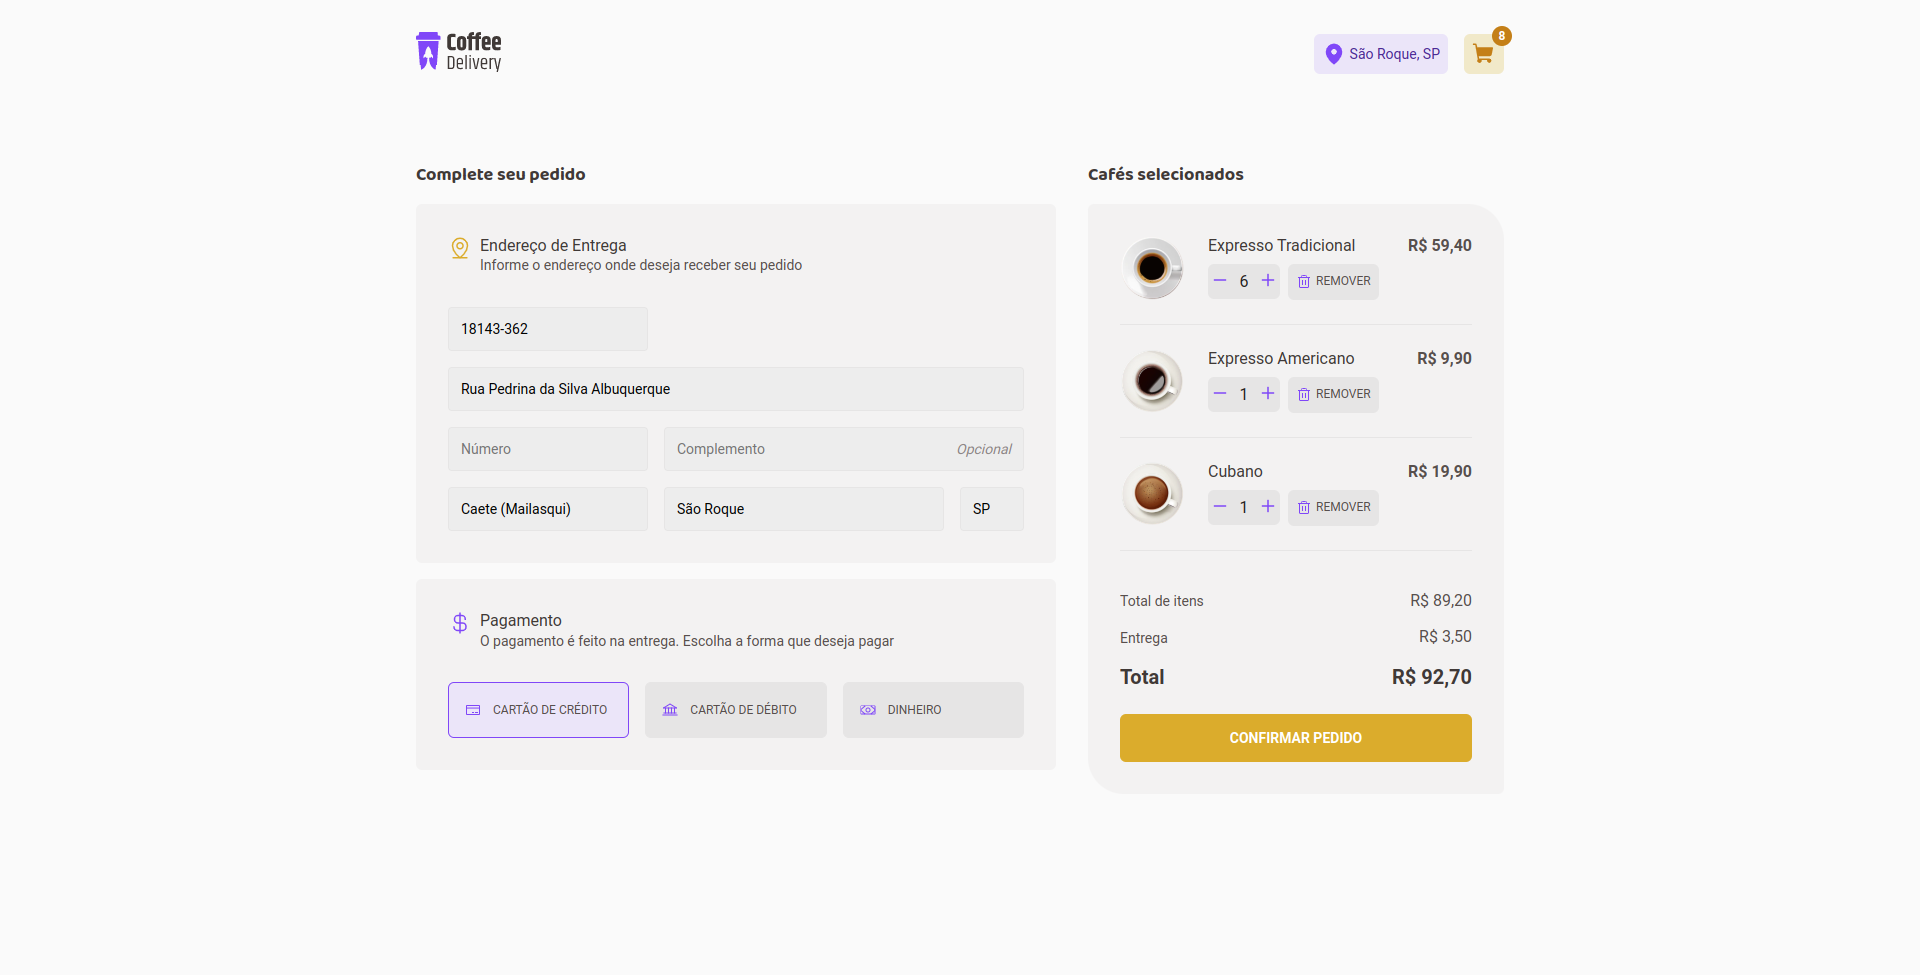 Coffee
Delivery
São Roque, SP
8
Complete seu pedido
Endereço de Entrega
Informe o endereço onde deseja receber seu pedido
18143-362
Rua Pedrina da Silva Albuquerque
Número
Complemento
Opcional
Caete (Mailasqui)
São Roque
SP
Pagamento
O pagamento é feito na entrega. Escolha a forma que deseja pagar
CARTÃO DE CRÉDITO
CARTÃO DE DÉBITO
DINHEIRO
Cafés selecionados
Expresso Tradicional
R$ 59,40
6
REMOVER
Expresso Americano
R$ 9,90
1
REMOVER
Cubano
R$ 19,90
1
REMOVER
Total de itens
R$ 89,20
Entrega
R$ 3,50
Total
R$ 92,70
CONFIRMAR PEDIDO